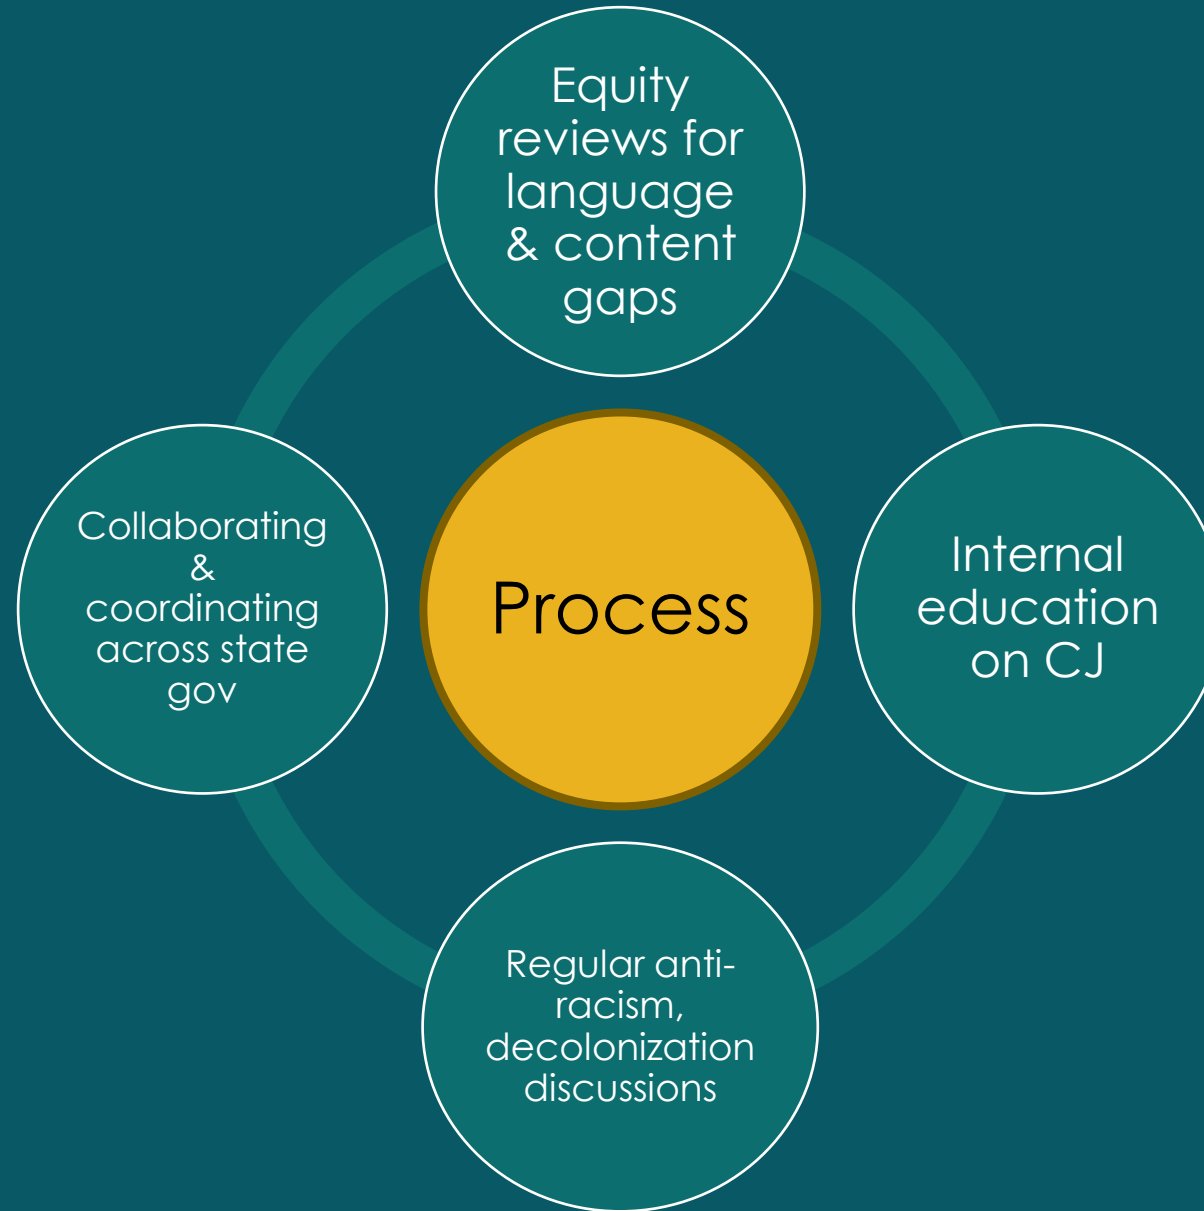 Equity
reviews for
language
& content
gaps
Collaborating
&
coordinating
across state
gov
Process
Internal
education
on CJ
Regular anti-
racism,
decolonization
discussions